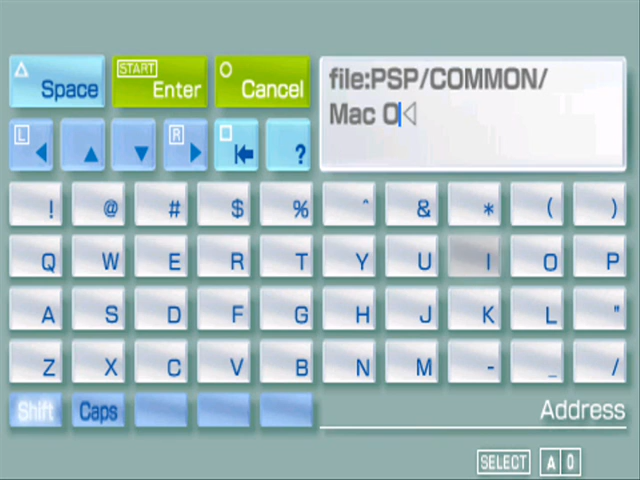 START
Space Enter Cancel
file:PSP/COMMON/
Mac O
L R
?
! @ # $ % ^ & * ( )
Q W E R T Y U I O P
A S D F G H J K L "
Z X C V B N M - _ /
Shift Caps
Address
SELECT A 0